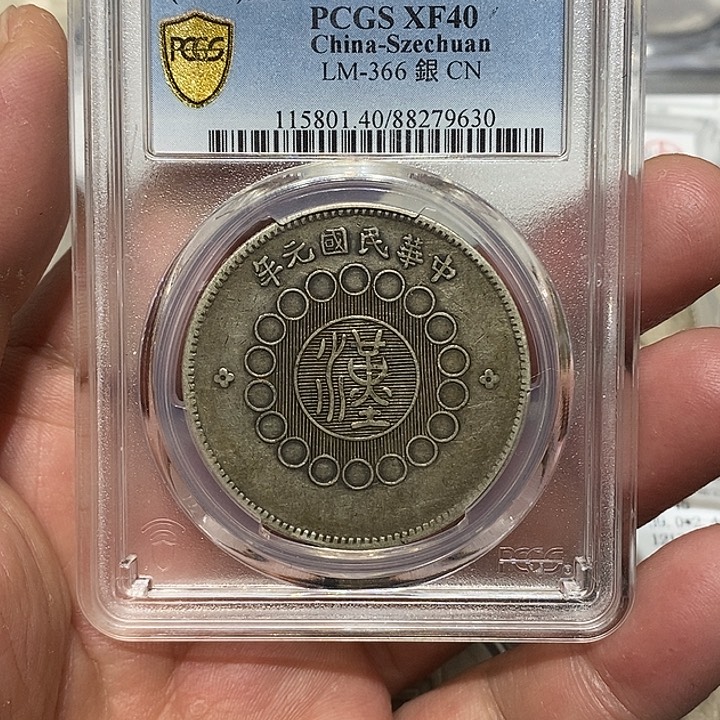 PCGS
PCGS XF40
China-Szechuan
LM-366 銀 CN
115801.40/88279630
年元國民華中
漢
PCGS